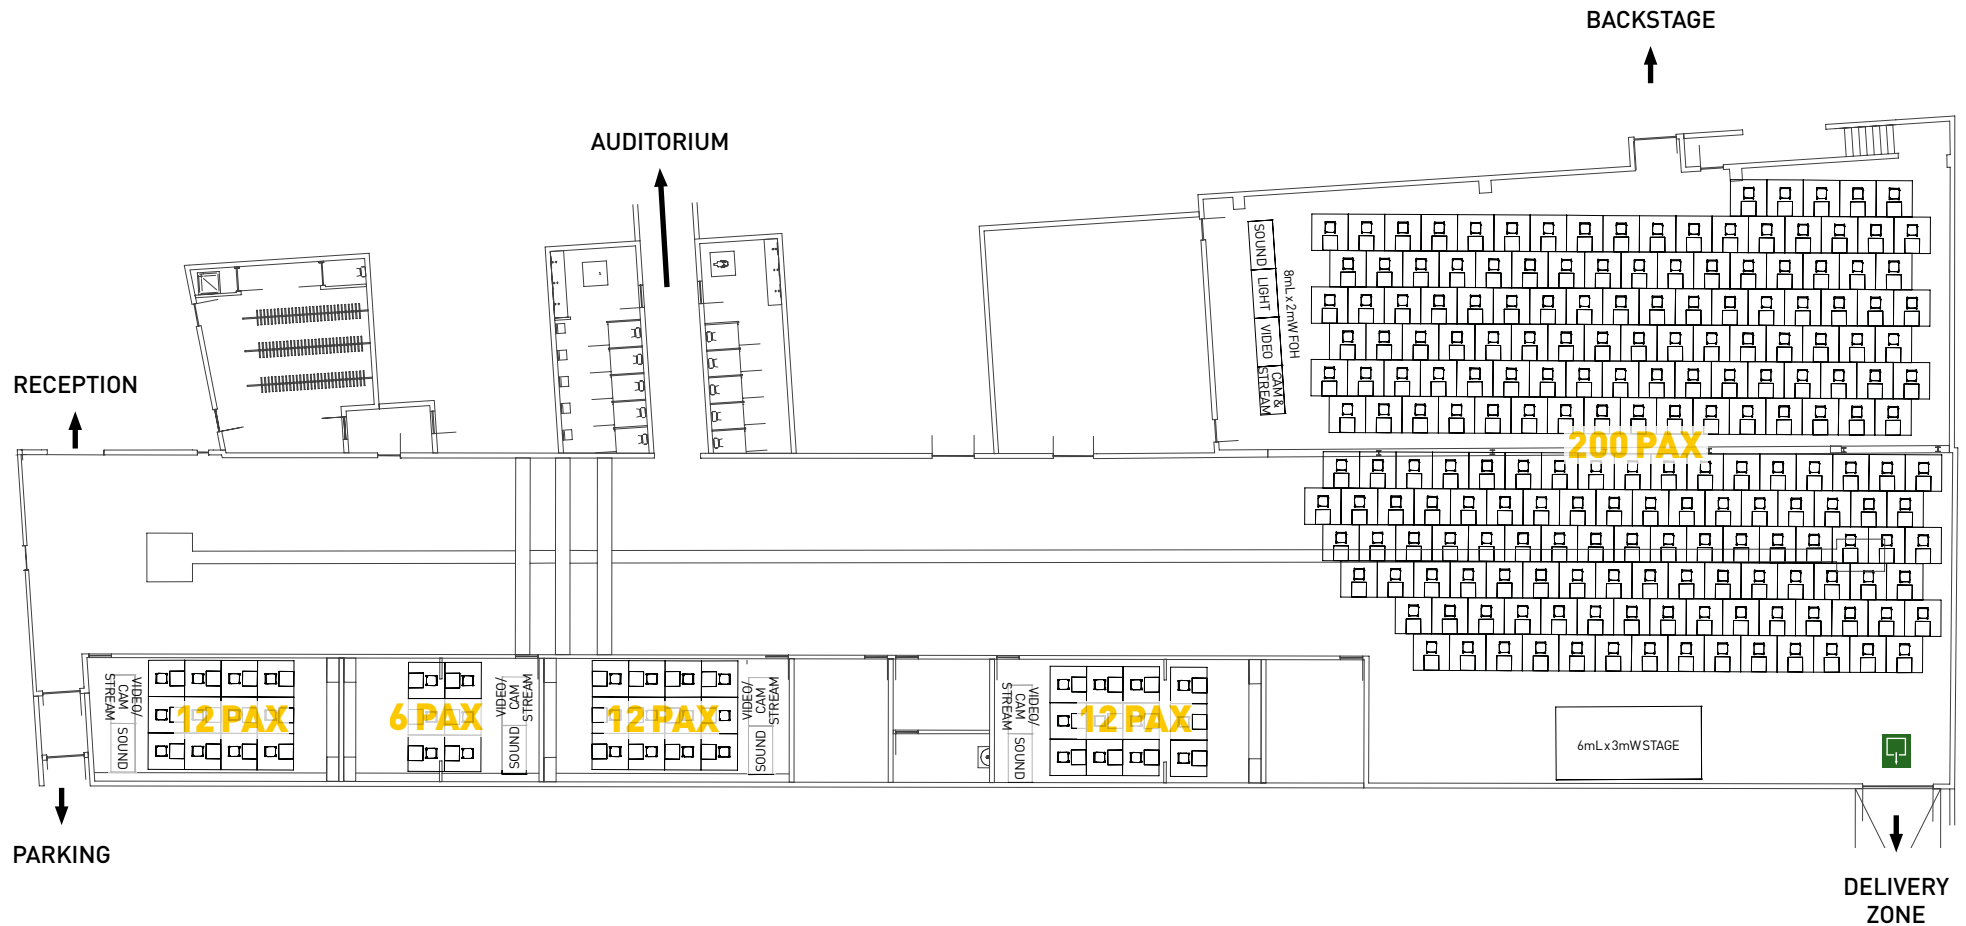 BACKSTAGE
AUDITORIUM
RECEPTION
SOUND
LIGHT
VIDEO
CAM &
STREAM
8mL x 2mW FOH
200 PAX
VIDEO/
CAM
STREAM
SOUND
12 PAX
6 PAX
VIDEO/
CAM
STREAM
SOUND
12 PAX
VIDEO/
CAM
STREAM
SOUND
VIDEO/
CAM
STREAM
SOUND
12 PAX
6mL x 3mW STAGE
PARKING
DELIVERY
ZONE